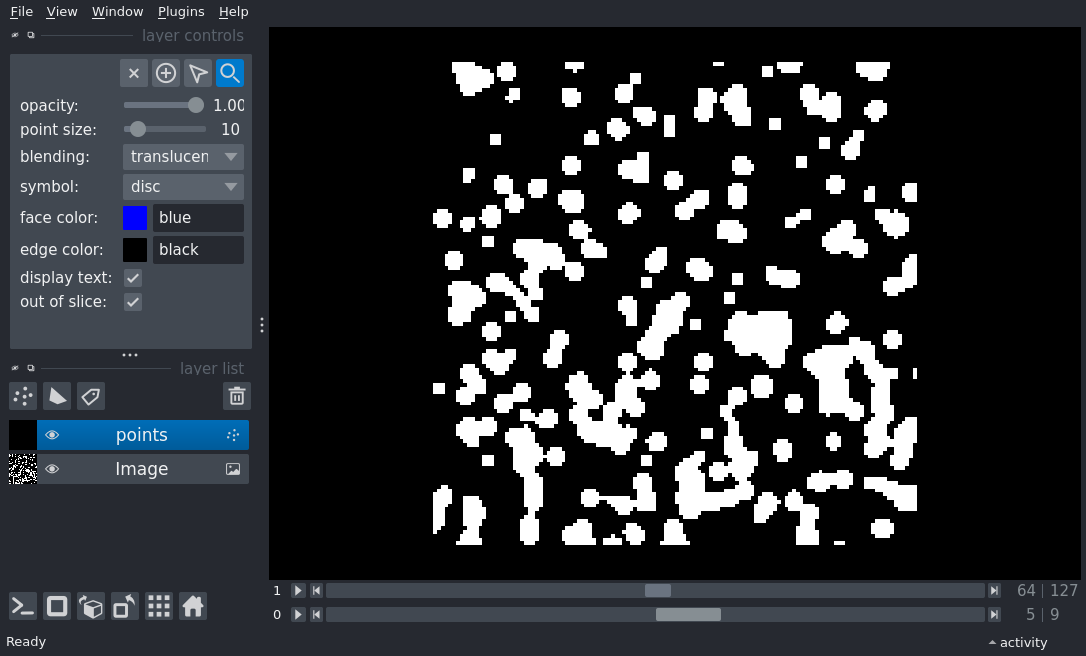 File View Window Plugins Help
layer controls
opacity: 1.00
point size: 10
blending: translucen
symbol: disc
face color: blue
edge color: black
display text:
out of slice:
layer list
points
Image
1 64 127
0 5 9
Ready activity